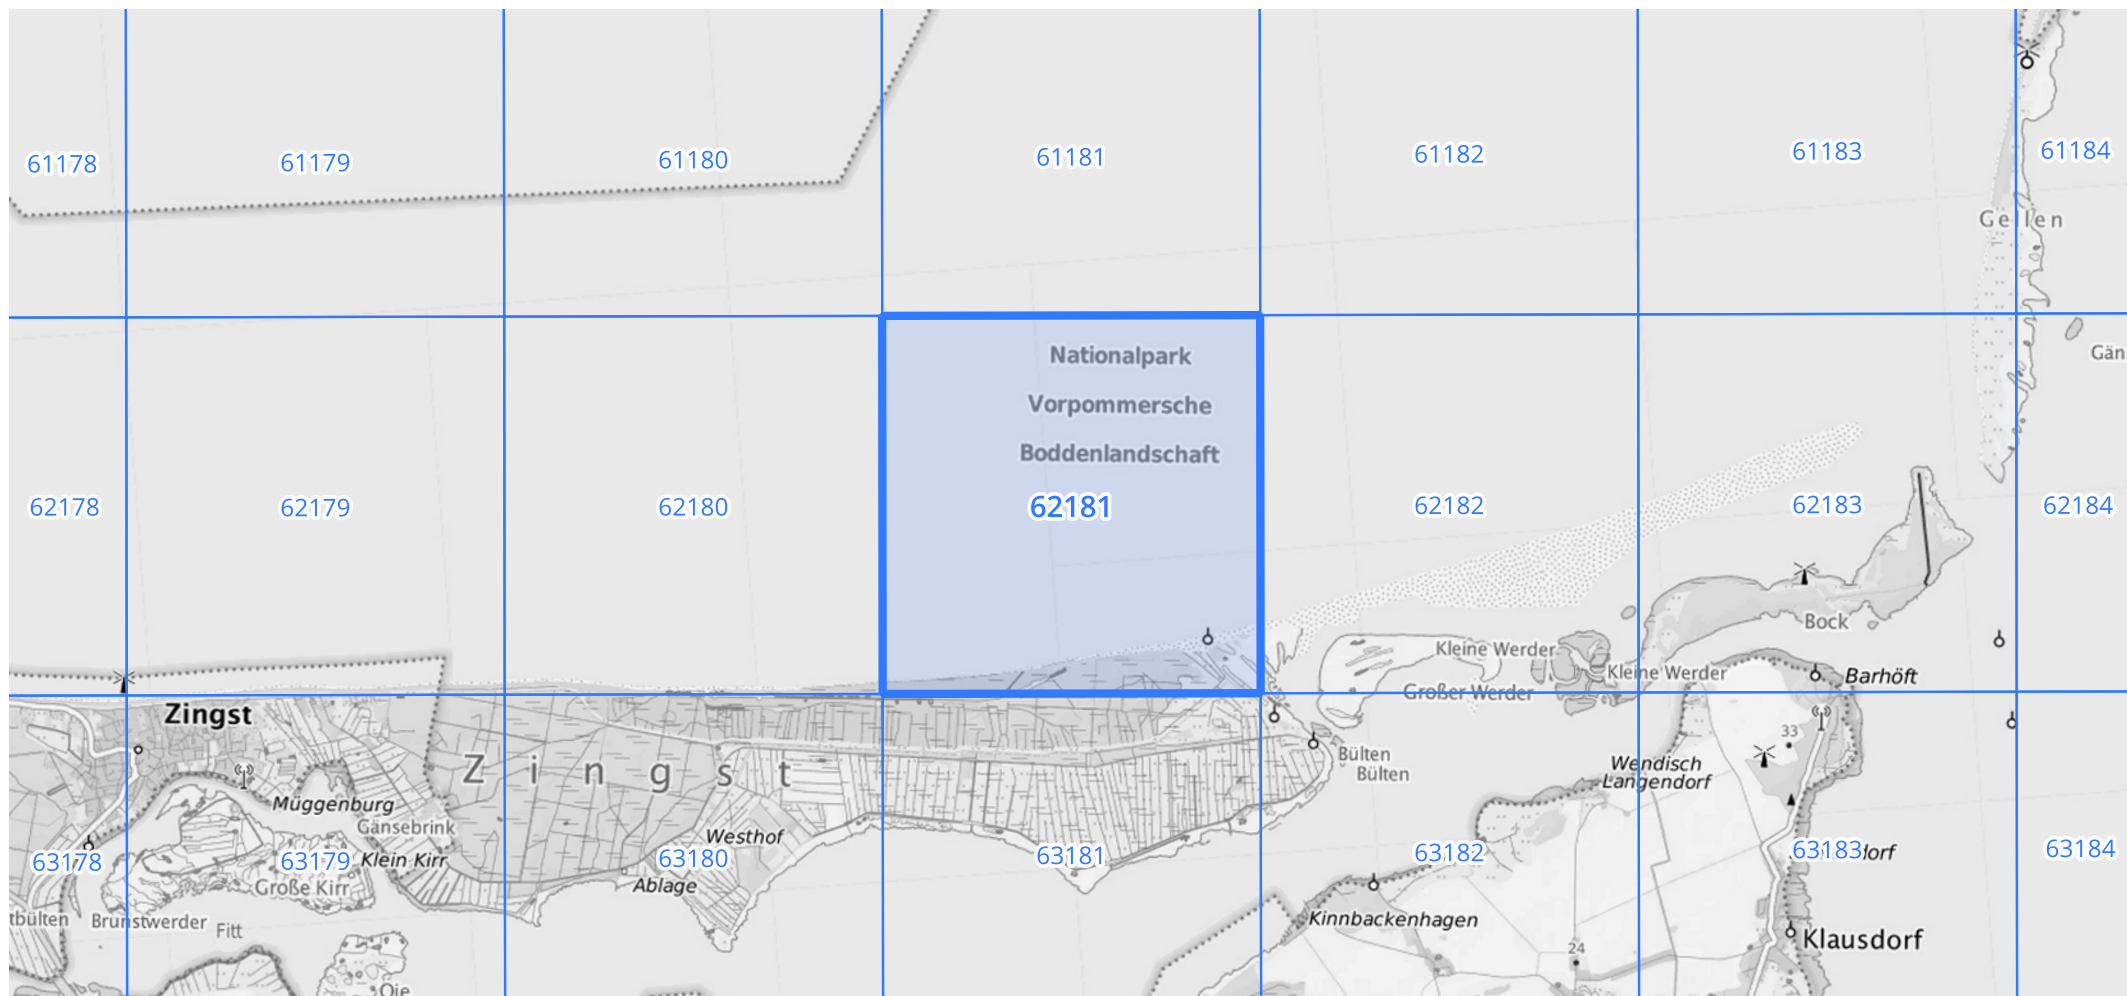 61178
61179
61180
61181
61182
61183
61184
Gellen
Nationalpark
Vorpommersche
Boddenlandschaft
Gän
62178
62179
62180
62181
62182
62183
62184
Bock
Kleine Werder
Kleine Werder
Großer Werder
Barhöft
Zingst
Zingst
33
Bülten
Bülten
Wendisch
Langendorf
Müggenburg
Gänsebrink
Westhof
63178
63179
Klein Kirr
63180
63181
63182
63183
dorf
63184
Große Kirr
Ablage
tbülten
Brunstwerder
Fitt
Kinnbackenhagen
24
Klausdorf
Oie